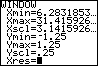 WINDOW
Xmin=-6.2831853...
Xmax=31.415926...
Xscl=3.1415926...
Ymin=-1.25
Ymax=1.25
Yscl=.25
Xres=